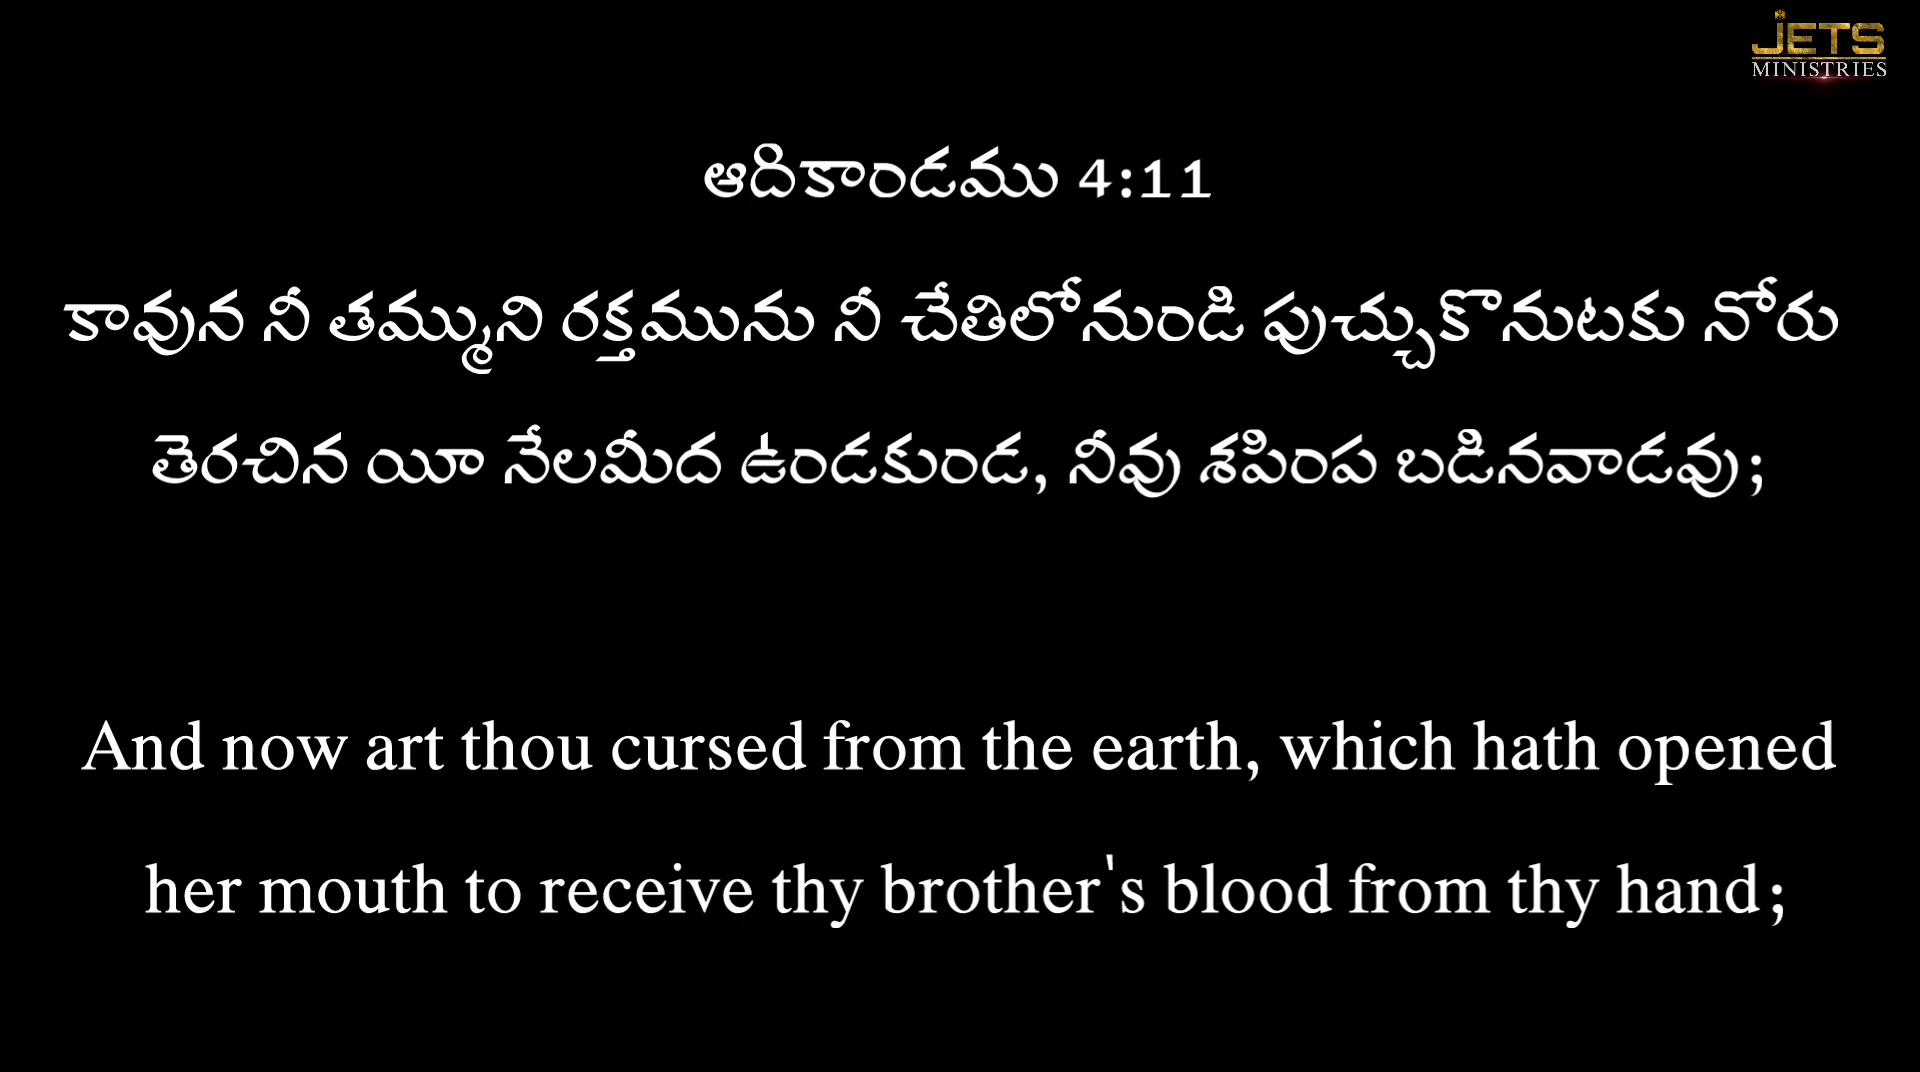 JETS
MINISTRIES
ఆదికాండము 4:11
కావున నీ తమ్ముని రక్తమును నీ చేతిలోనుండి పుచ్చుకొనుటకు నోరు
తెరచిన యీ నేలమీద ఉండకుండ, నీవు శపింప బడినవాడవు;
And now art thou cursed from the earth, which hath opened
her mouth to receive thy brother's blood from thy hand;